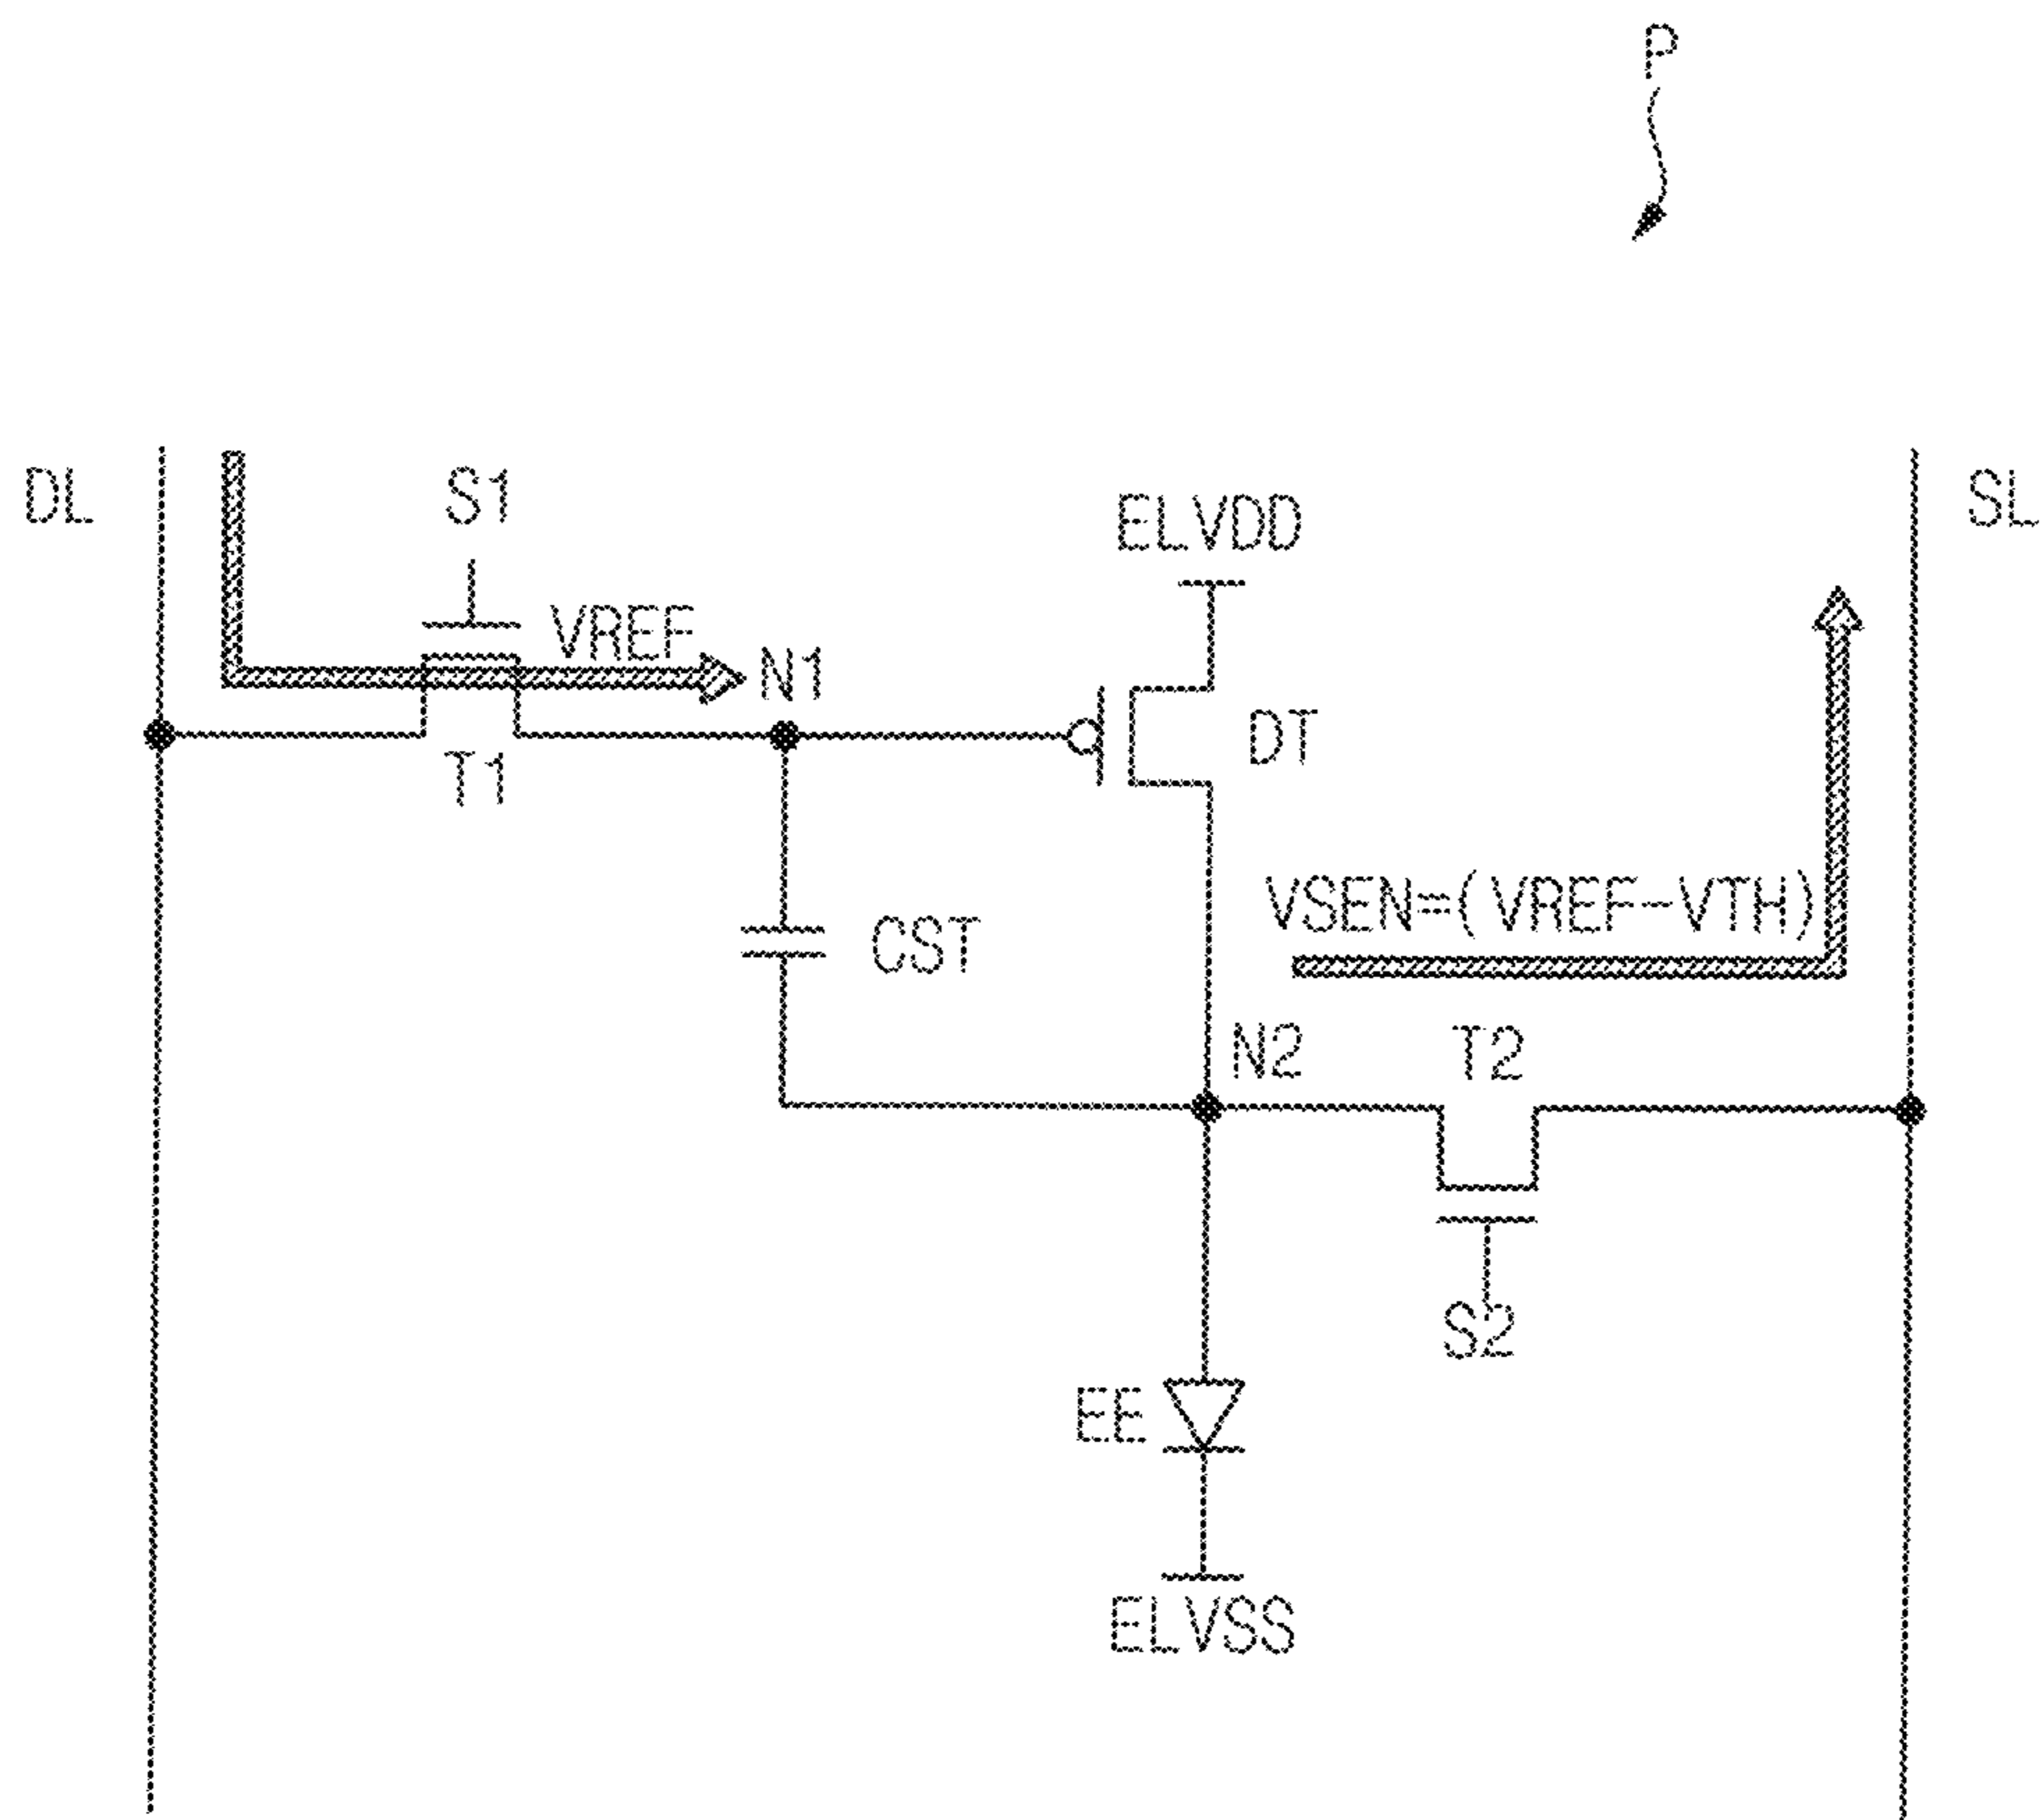 P
DL
S1
ELVDD
SL
VREF
N1
DT
T1
VSEN=(VREF-VTH)
CST
N2
T2
S2
EE
ELVSS